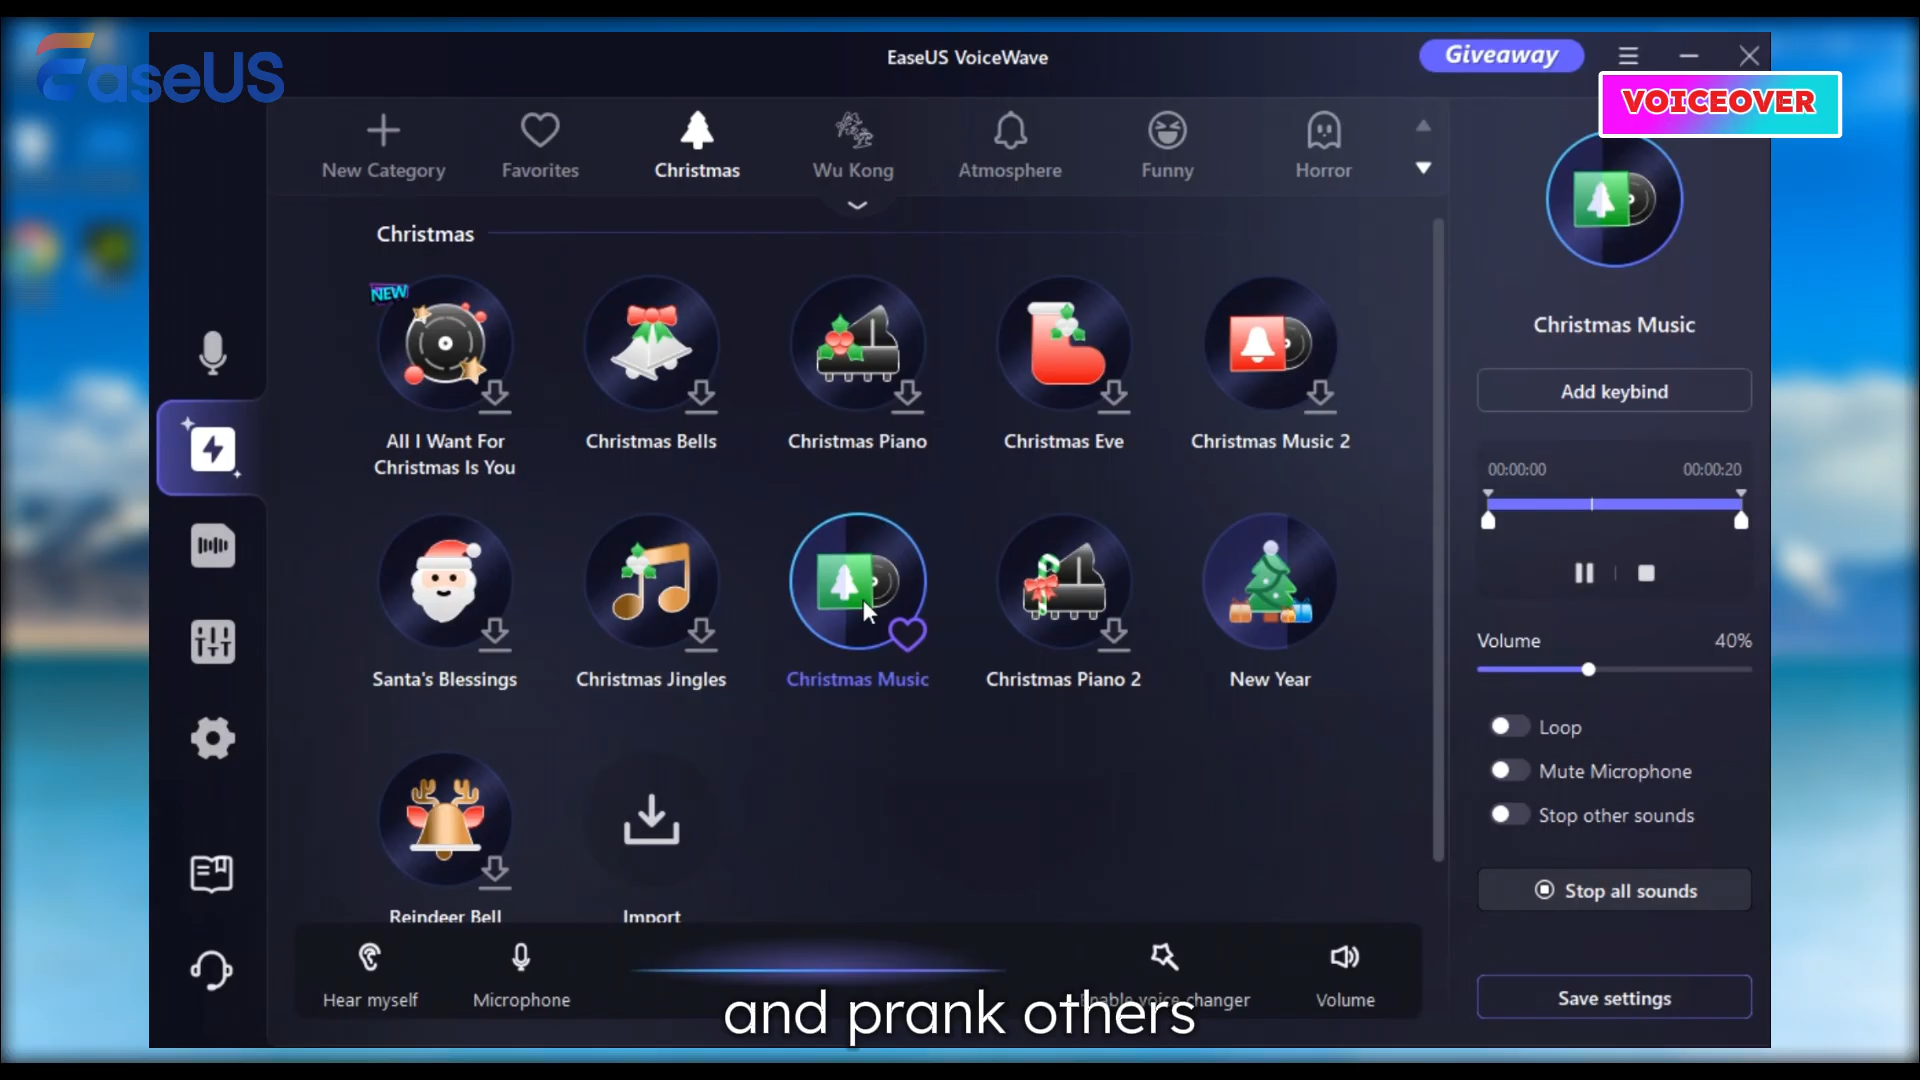 EaseUS
EaseUS VoiceWave
Giveaway
VOICEOVER
New Category
Favorites
Christmas
Wu Kong
Atmosphere
Funny
Horror
Christmas
NEW
All I Want For
Christmas Is You
Christmas Bells
Christmas Piano
Christmas Eve
Christmas Music 2
Santa's Blessings
Christmas Jingles
Christmas Music
Christmas Piano 2
New Year
Reindeer Bell
Import
Christmas Music
Add keybind
00:00:00
00:00:20
Volume
40%
Loop
Mute Microphone
Stop other sounds
Stop all sounds
Save settings
Hear myself
Microphone
Enable voice changer
Volume
and prank others